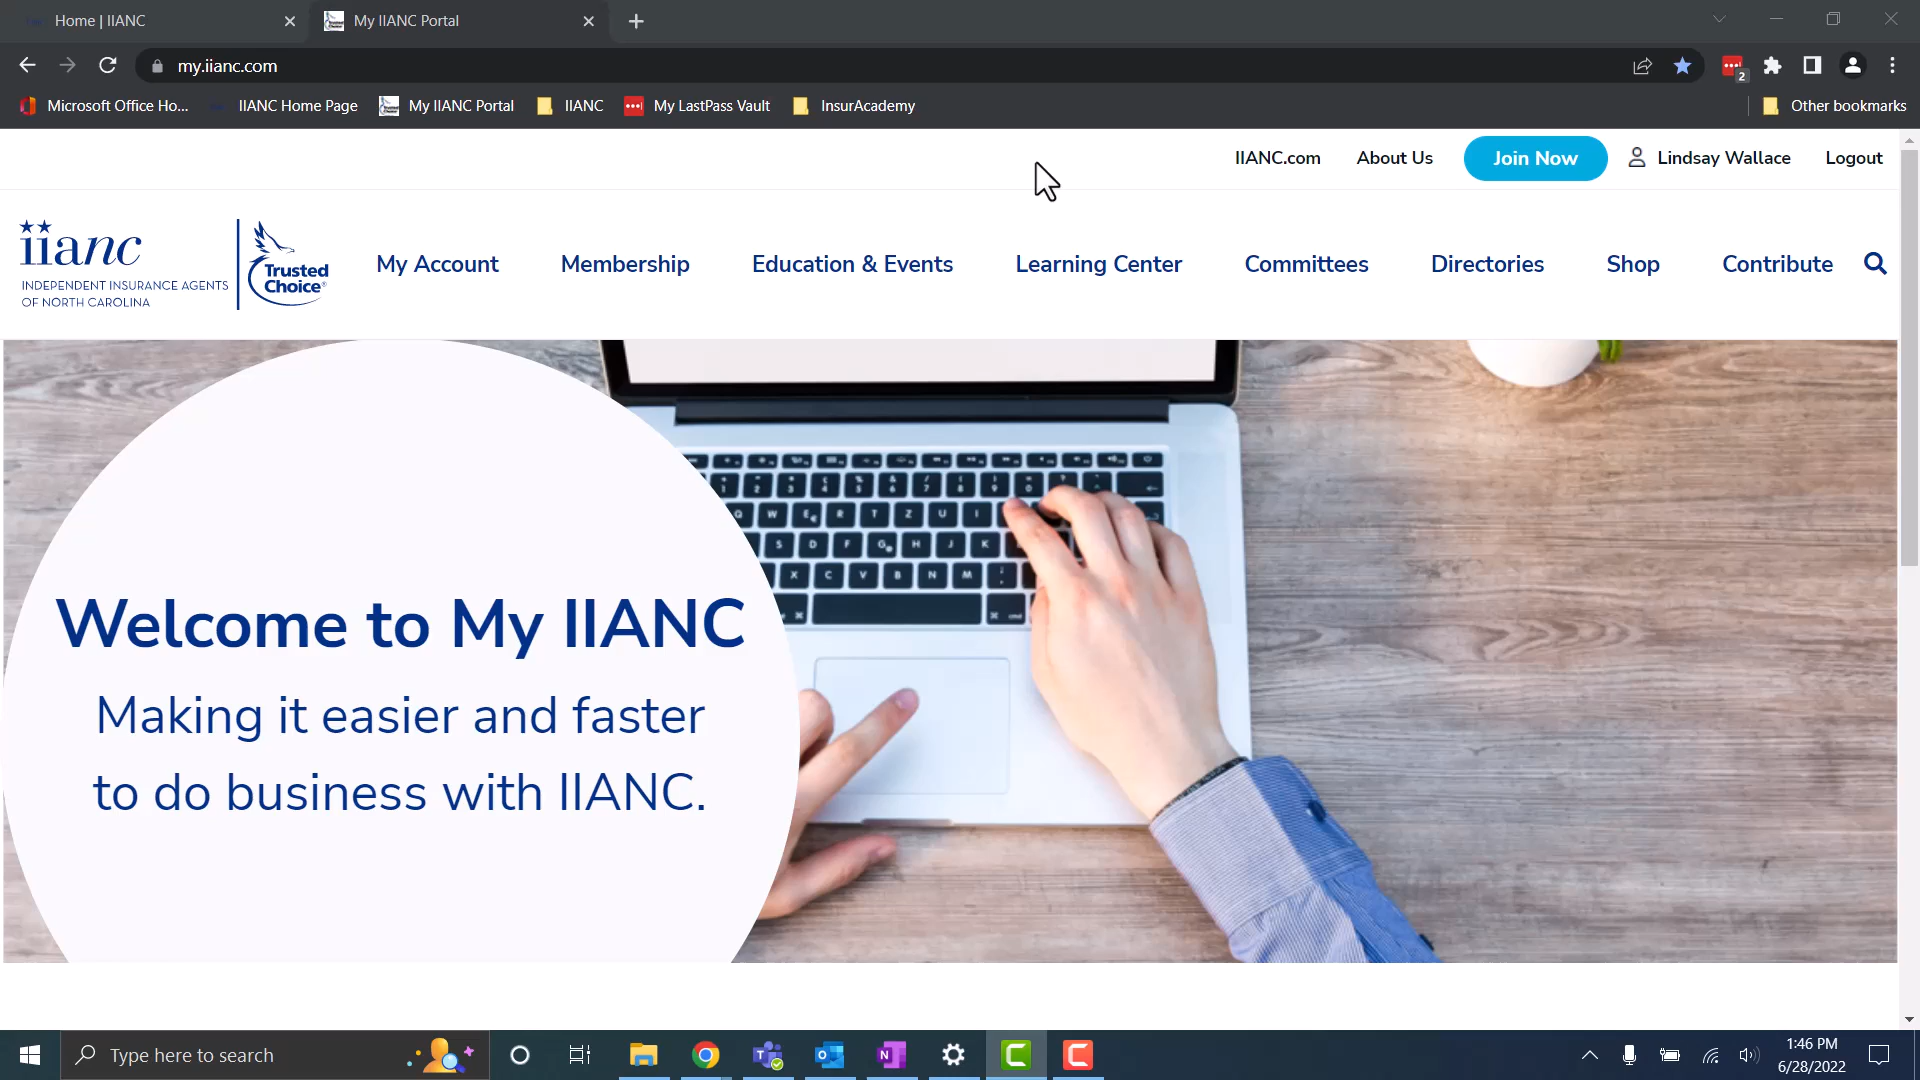 Home | IIANC
My IIANC Portal
my.iianc.com
2
Microsoft Office Ho...
IIANC Home Page
My IIANC Portal
IIANC
My LastPass Vault
InsurAcademy
Other bookmarks
IIANC.com
About Us
Join Now
Lindsay Wallace
Logout
iianc
INDEPENDENT INSURANCE AGENTS
OF NORTH CAROLINA
Trusted
Choice®
My Account
Membership
Education & Events
Learning Center
Committees
Directories
Shop
Contribute
Welcome to My IIANC
Making it easier and faster
to do business with IIANC.
Type here to search
1:46 PM
6/28/2022